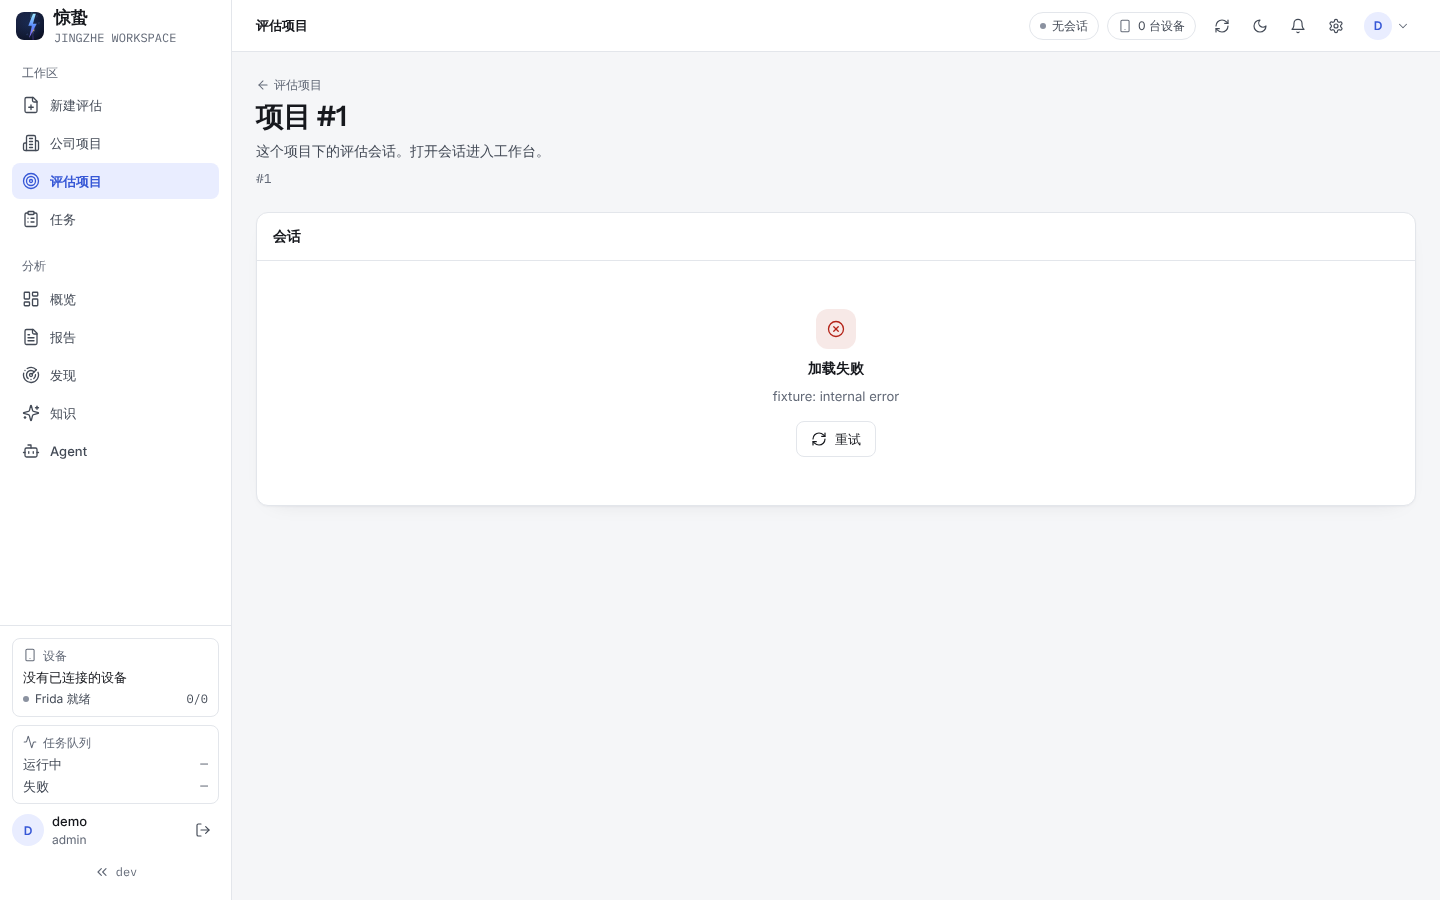 惊蛰
JINGZHE WORKSPACE
工作区
新建评估
公司项目
评估项目
任务
分析
概览
报告
发现
知识
Agent
设备
没有已连接的设备
Frida 就绪 0/0
任务队列
运行中 —
失败 —
D
demo
admin
dev
评估项目
无会话
0 台设备
D
评估项目
项目 #1
这个项目下的评估会话。打开会话进入工作台。
#1
会话
加载失败
fixture: internal error
重试